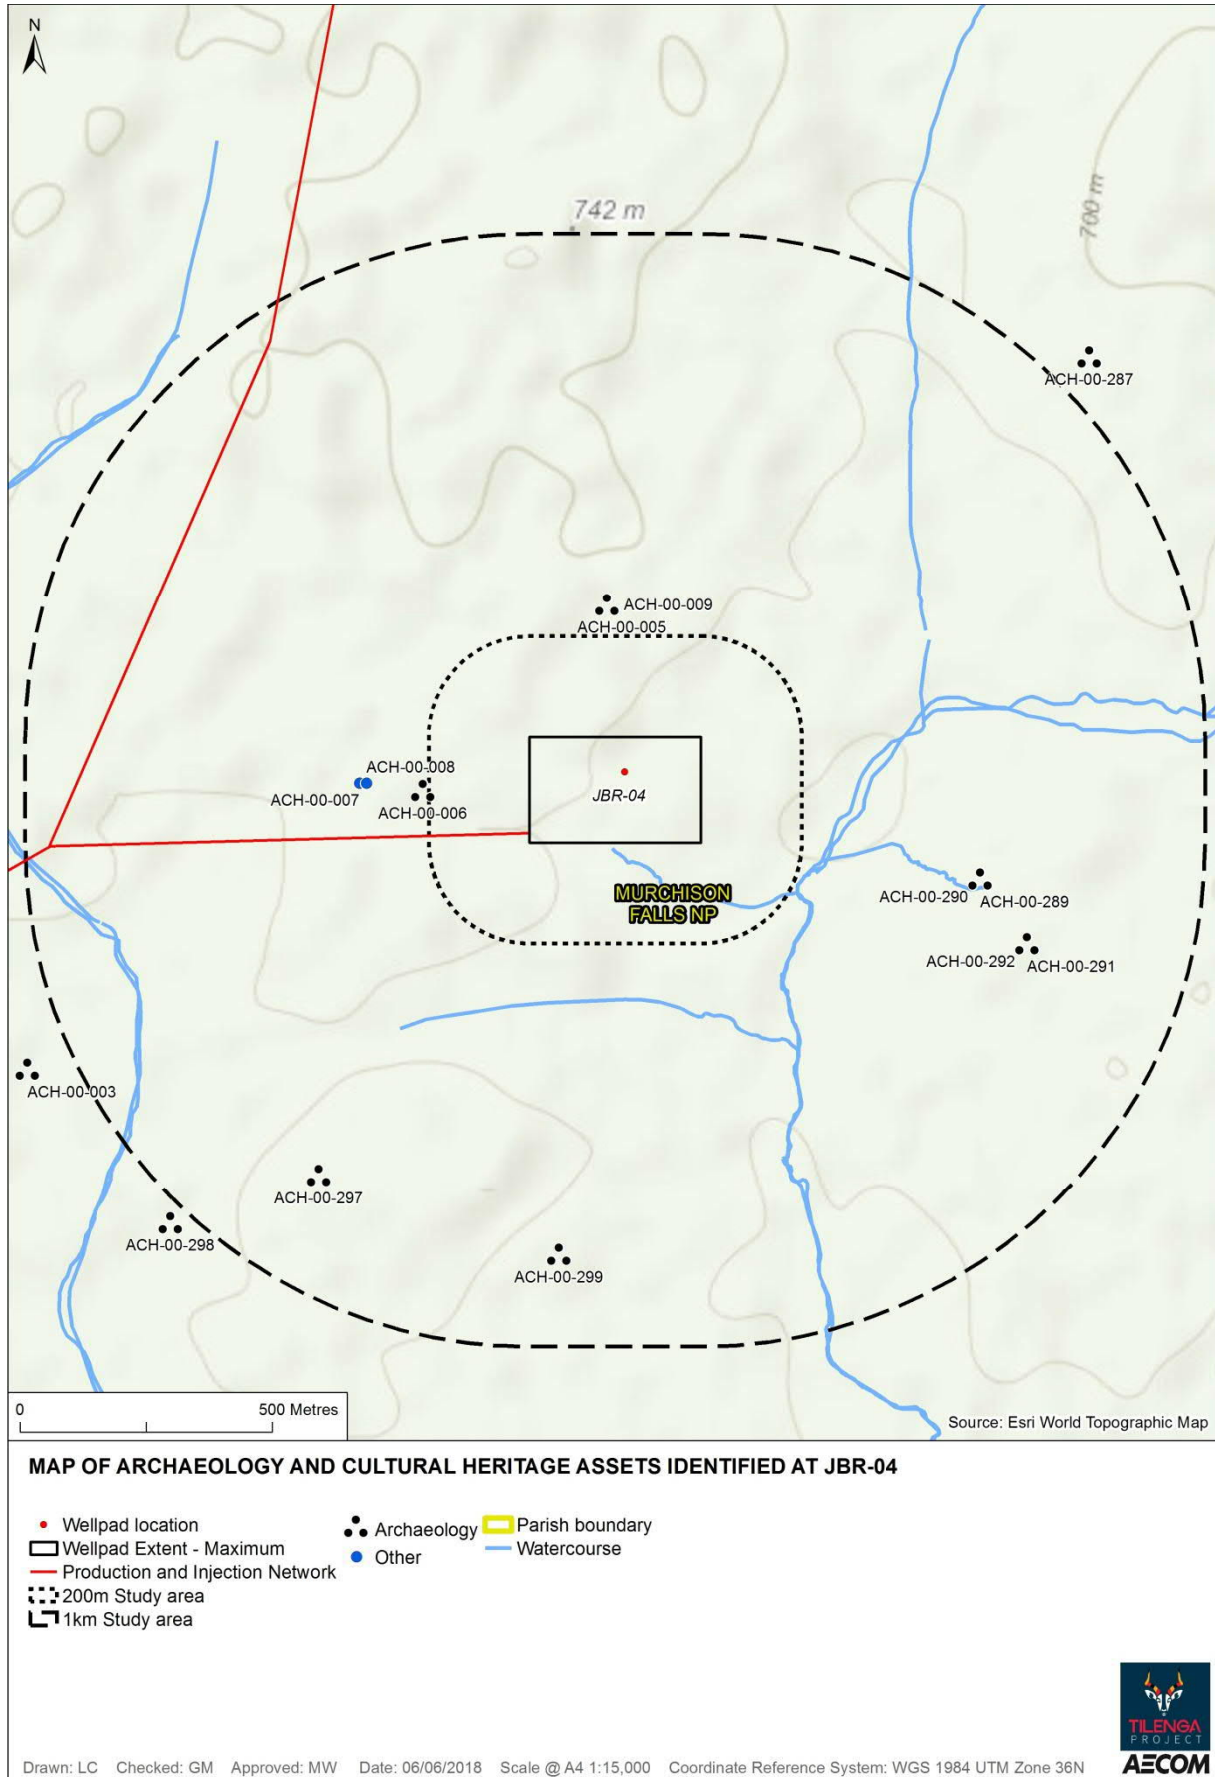 N
742 m
700 m
ACH-00-287
ACH-00-009
ACH-00-005
ACH-00-008
ACH-00-007
ACH-00-006
JBR-04
MURCHISON
FALLS NP
ACH-00-290
ACH-00-289
ACH-00-292
ACH-00-291
ACH-00-003
ACH-00-297
ACH-00-298
ACH-00-299
0 500 Metres
Source: Esri World Topographic Map
MAP OF ARCHAEOLOGY AND CULTURAL HERITAGE ASSETS IDENTIFIED AT JBR-04
Wellpad location
Wellpad Extent - Maximum
Production and Injection Network
200m Study area
1km Study area
Archaeology
Other
Parish boundary
Watercourse
TILENGA
PROJECT
AECOM
Drawn: LC Checked: GM Approved: MW Date: 06/06/2018 Scale @ A4 1:15,000 Coordinate Reference System: WGS 1984 UTM Zone 36N